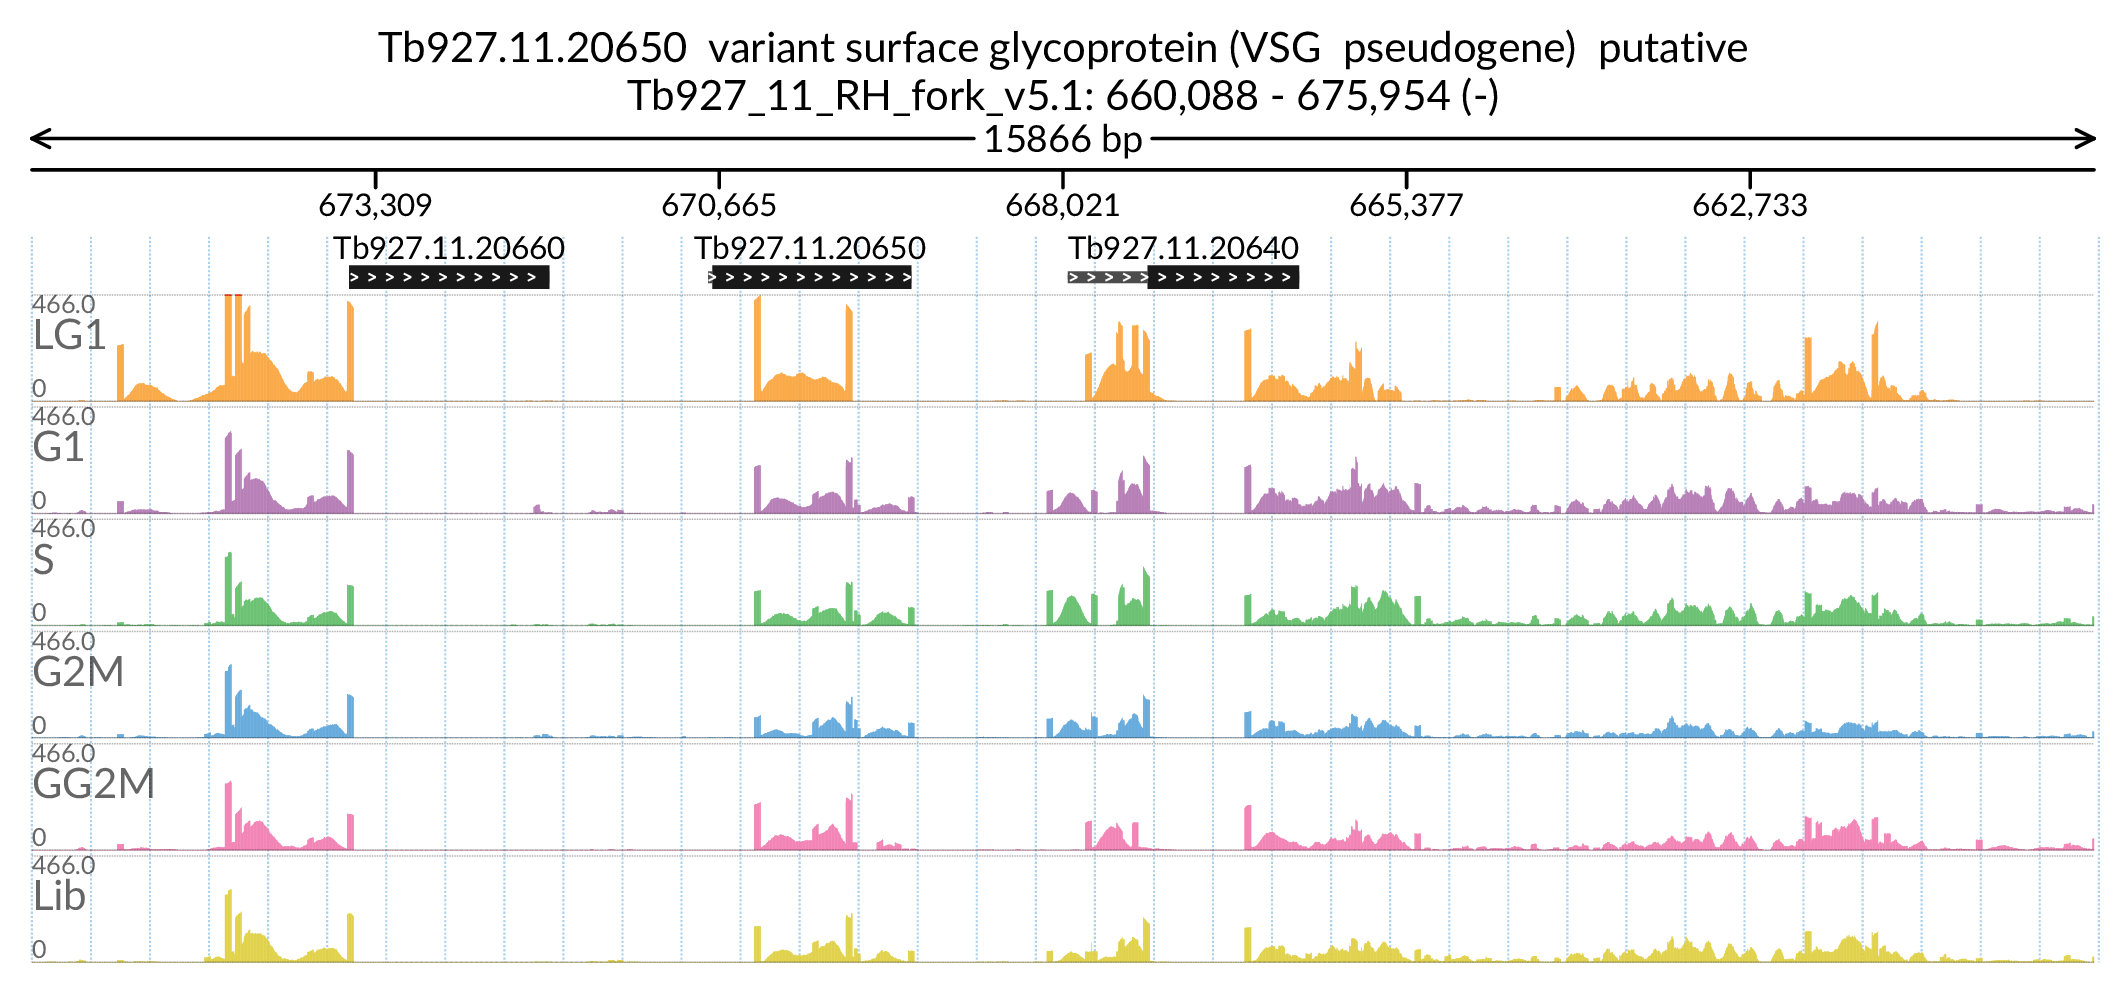 Tb927.11.20650 variant surface glycoprotein (VSG pseudogene) putative
Tb927_11_RH_fork_v5.1: 660,088 - 675,954 (-)
15866 bp
673,309 670,665 668,021 665,377 662,733
Tb927.11.20660 Tb927.11.20650 Tb927.11.20640
466.0
LG1
0
466.0
G1
0
466.0
S
0
466.0
G2M
0
466.0
GG2M
0
466.0
Lib
0